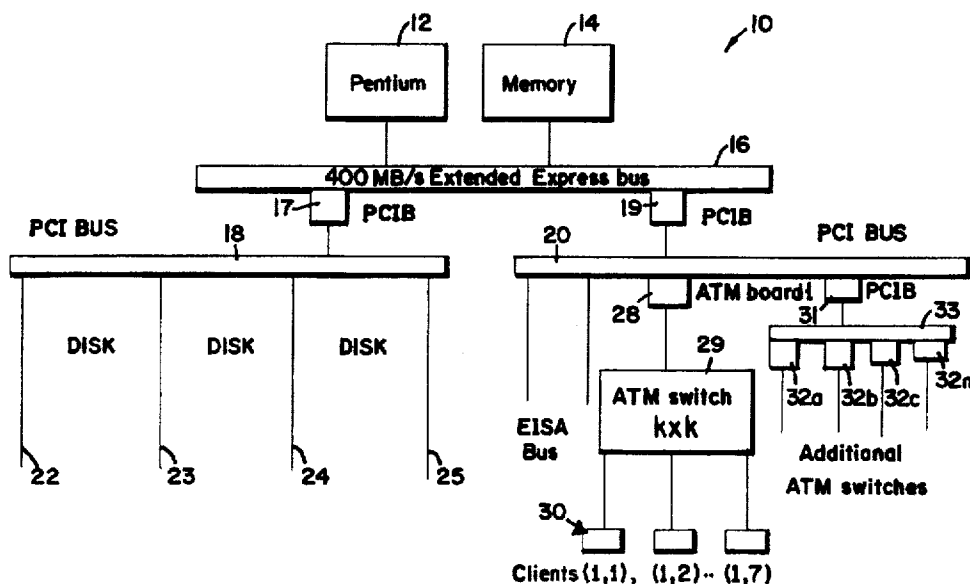 12
14
10
Pentium
Memory
16
400 MB/s Extended Express bus
17
PCIB
19
PCIB
PCI BUS
18
20
PCI BUS
28
ATM board 1
31
PCIB
33
DISK
DISK
DISK
29
32a
32b
32c
32n
ATM switch
kxk
EISA
Bus
22
23
24
25
Additional
ATM switches
30
Clients (1,1), (1,2) ·· (1,7)